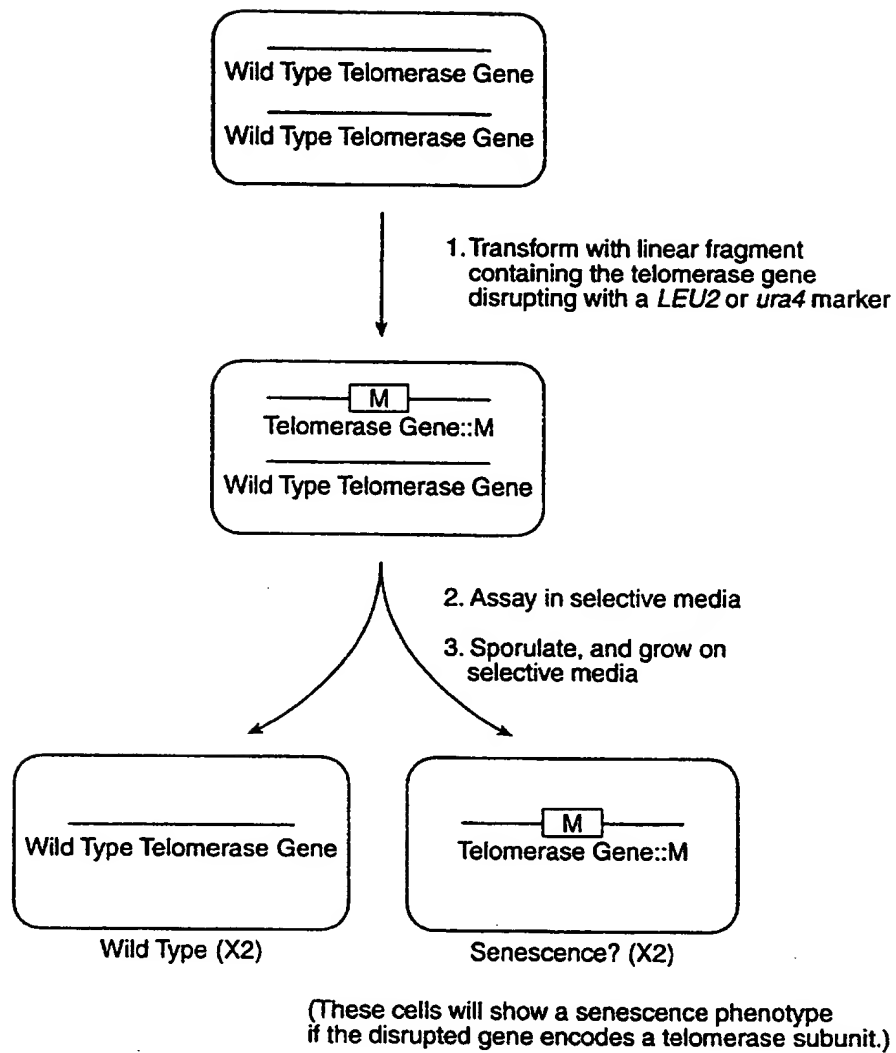 Wild Type Telomerase Gene
Wild Type Telomerase Gene
1. Transform with linear fragment
containing the telomerase gene
disrupting with a LEU2 or ura4 marker
M
Telomerase Gene::M
Wild Type Telomerase Gene
2. Assay in selective media
3. Sporulate, and grow on
selective media
Wild Type Telomerase Gene
Wild Type (X2)
M
Telomerase Gene::M
Senescence? (X2)
(These cells will show a senescence phenotype
if the disrupted gene encodes a telomerase subunit.)